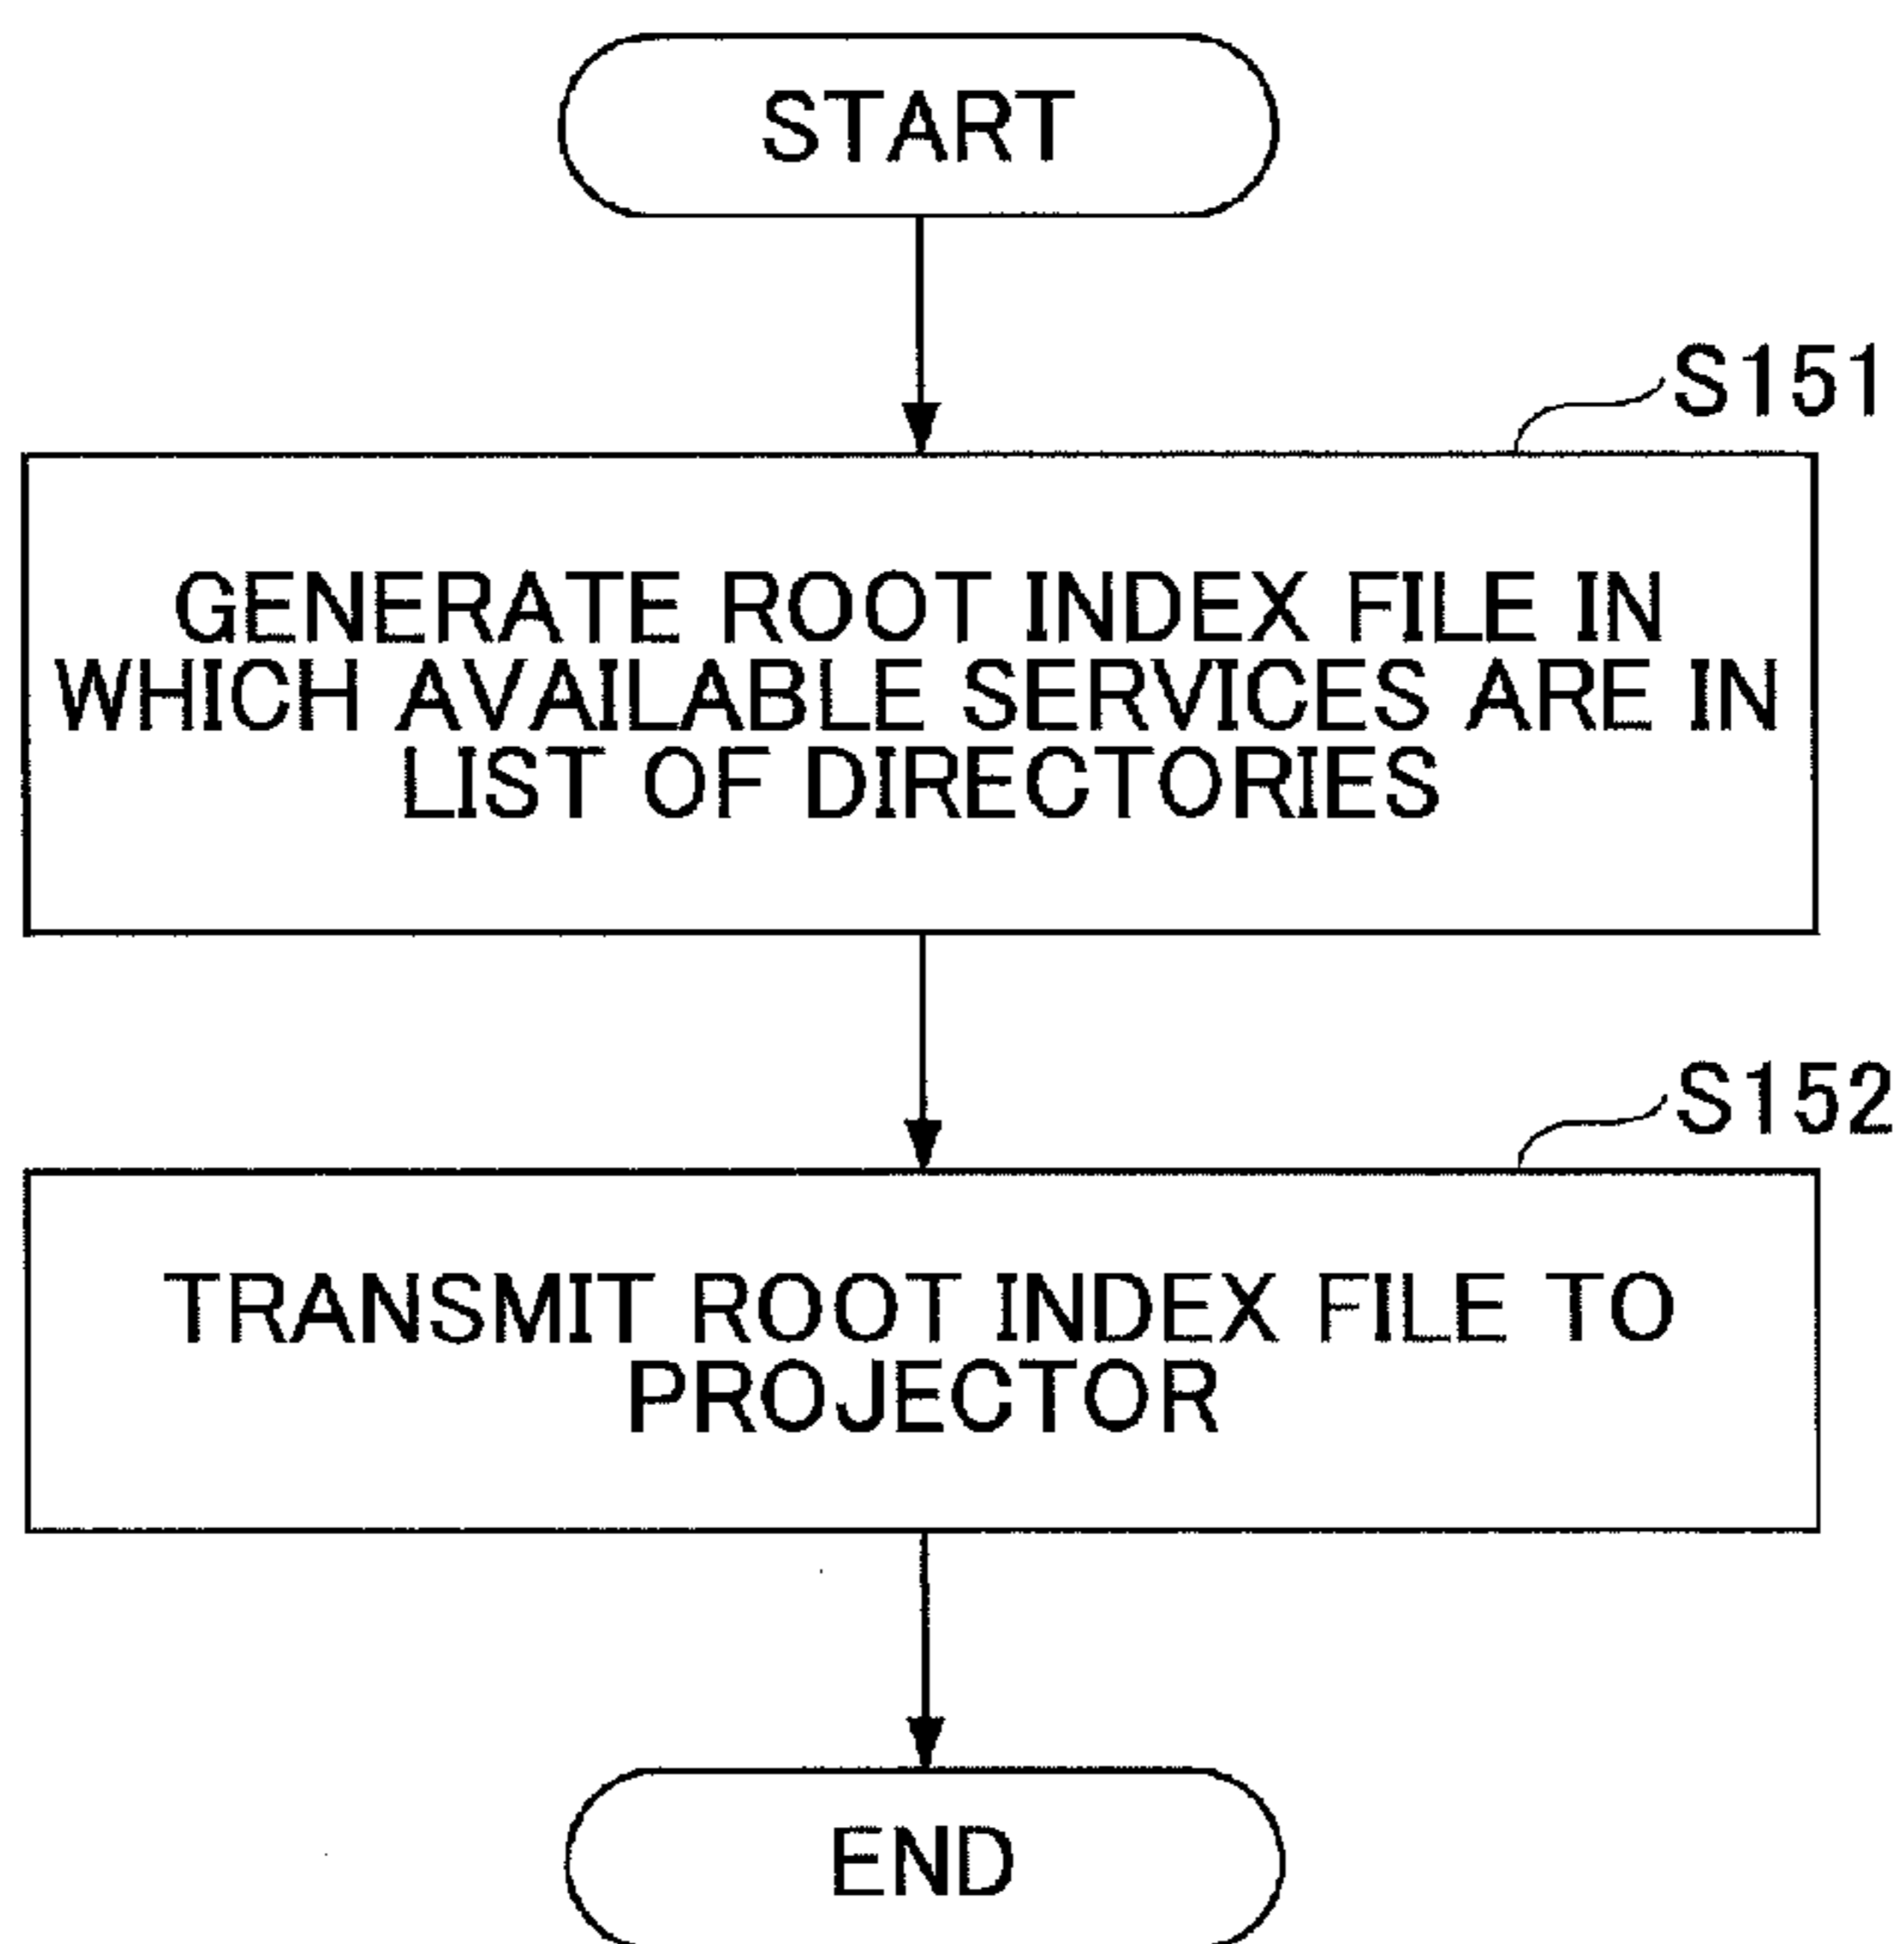 START
S151
GENERATE ROOT INDEX FILE IN
WHICH AVAILABLE SERVICES ARE IN
LIST OF DIRECTORIES
S152
TRANSMIT ROOT INDEX FILE TO
PROJECTOR
END